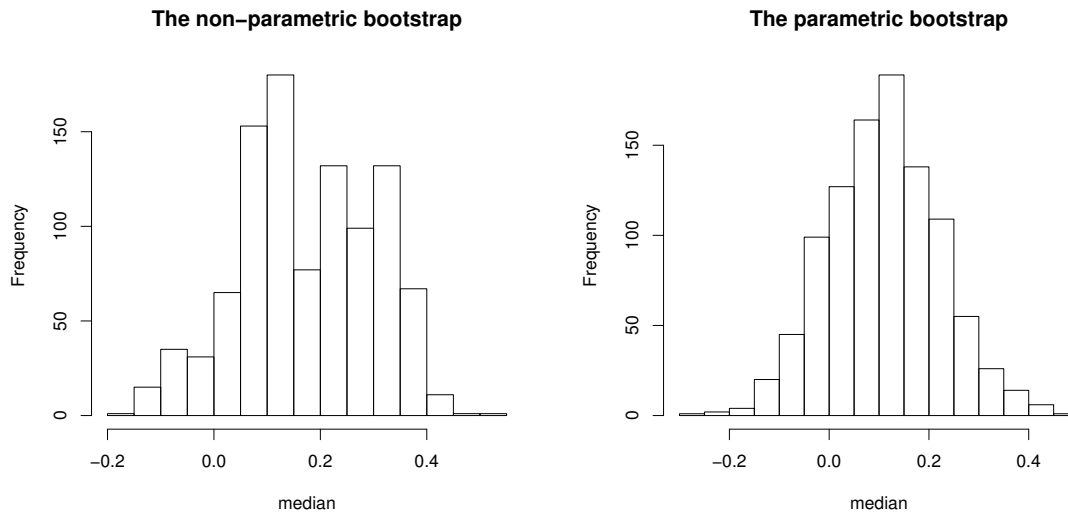 The non−parametric bootstrap
Frequency
150
100
50
0
−0.2 0.0 0.2 0.4
median
The parametric bootstrap
Frequency
150
100
50
0
−0.2 0.0 0.2 0.4
median